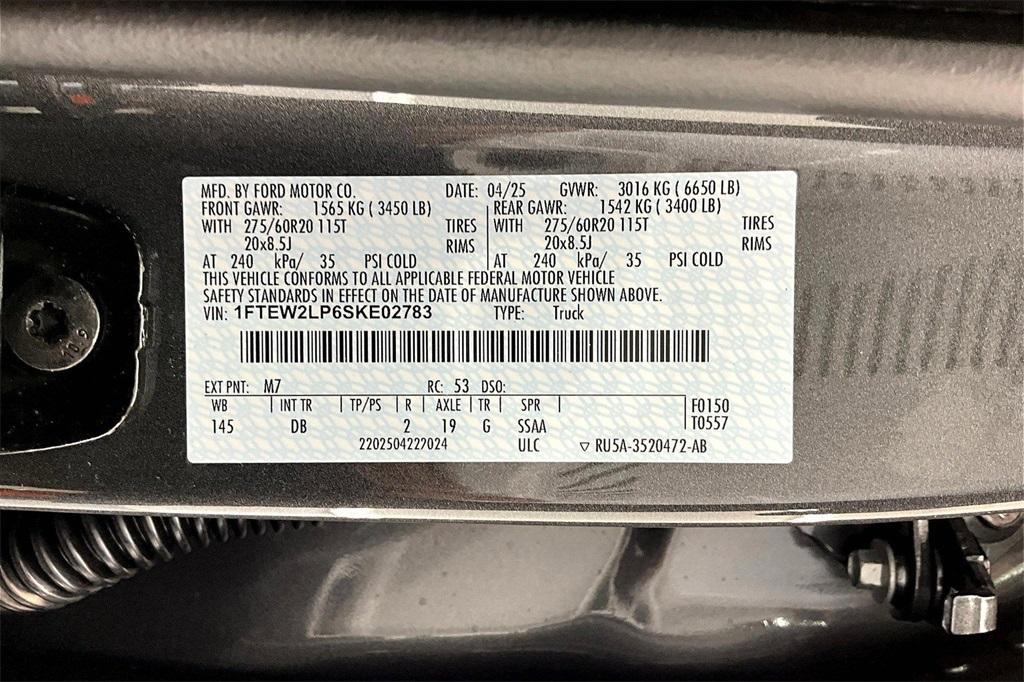 MFD. BY FORD MOTOR CO. DATE: 04/25 GVWR: 3016 KG ( 6650 LB)
FRONT GAWR: 1565 KG ( 3450 LB) REAR GAWR: 1542 KG ( 3400 LB)
WITH 275/60R20 115T TIRES WITH 275/60R20 115T TIRES
20x8.5J RIMS 20x8.5J RIMS
AT 240 kPa/ 35 PSI COLD AT 240 kPa/ 35 PSI COLD
THIS VEHICLE CONFORMS TO ALL APPLICABLE FEDERAL MOTOR VEHICLE
SAFETY STANDARDS IN EFFECT ON THE DATE OF MANUFACTURE SHOWN ABOVE.
VIN: 1FTEW2LP6SKE02783 TYPE: Truck
EXT PNT: M7 RC: 53 DSO:
WB INT TR TP/PS R AXLE TR SPR F0150
145 DB 2 19 G SSAA T0557
2202504222024 ULC ▽ RU5A-3520472-AB
10.9